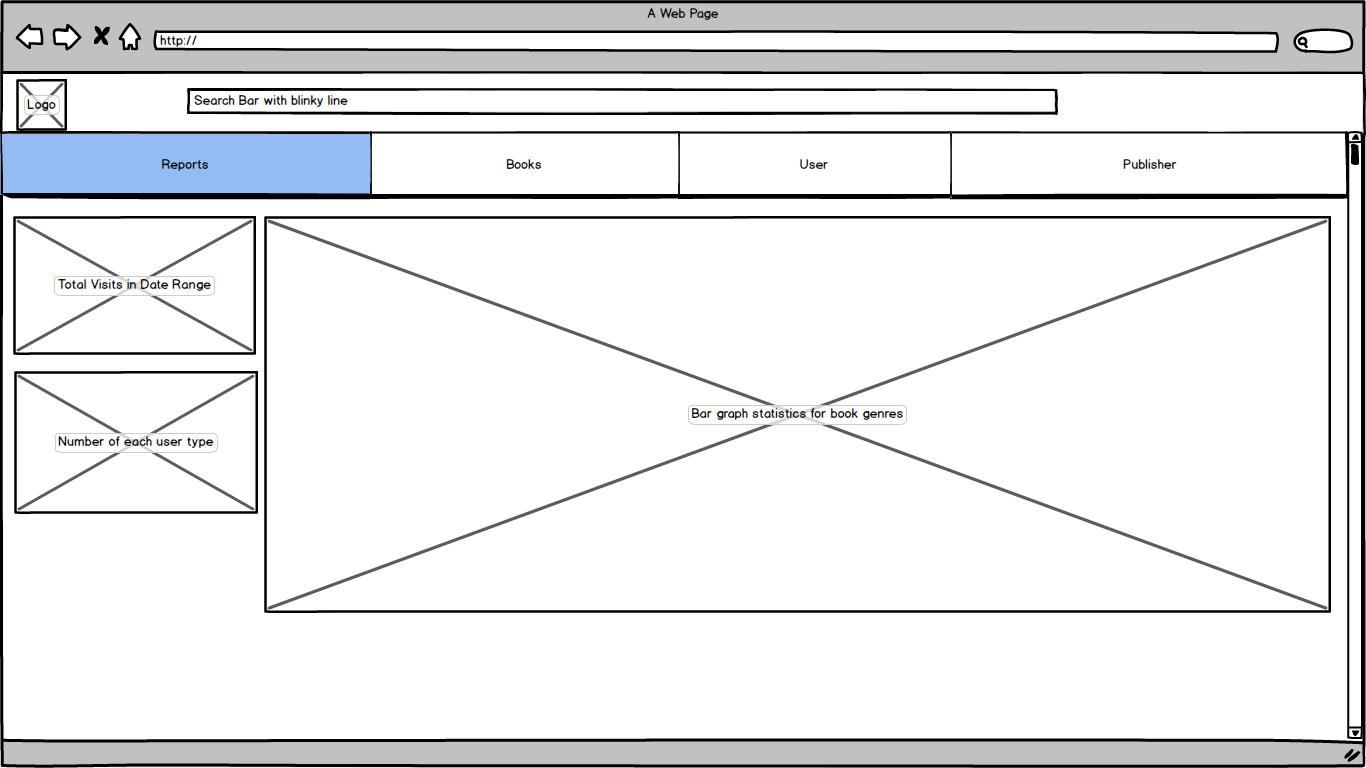 A Web Page
http://
Logo
Search Bar with blinky line
Reports
Books
User
Publisher
Total Visits in Date Range
Number of each user type
Bar graph statistics for book genres